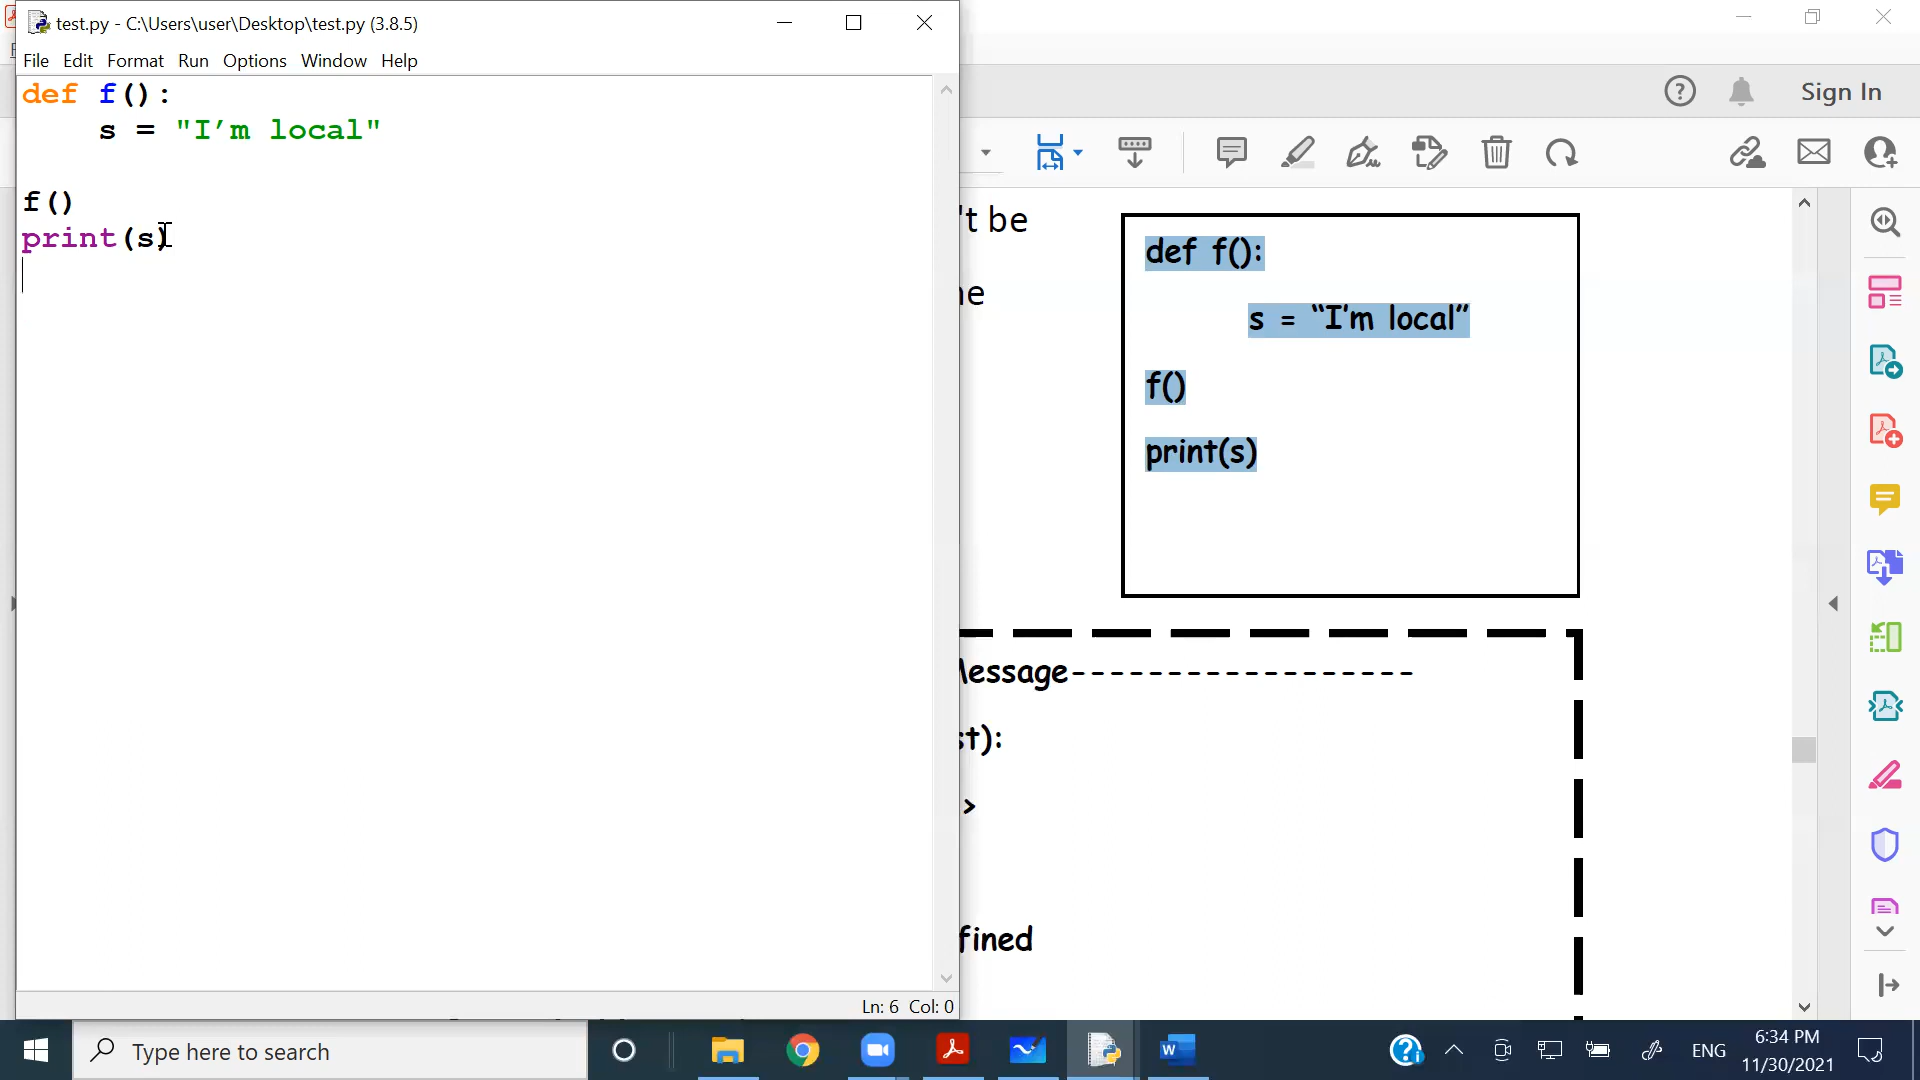 test.py - C:\Users\user\Desktop\test.py (3.8.5)
File Edit Format Run Options Window Help
def f():
s = "I’m local"
f()
print(s)
Ln: 6 Col: 0
Sign In
't be
def f():
s = “I’m local”
f()
print(s)
Message------------------
st):
>
fined
Type here to search
ENG
6:34 PM
11/30/2021